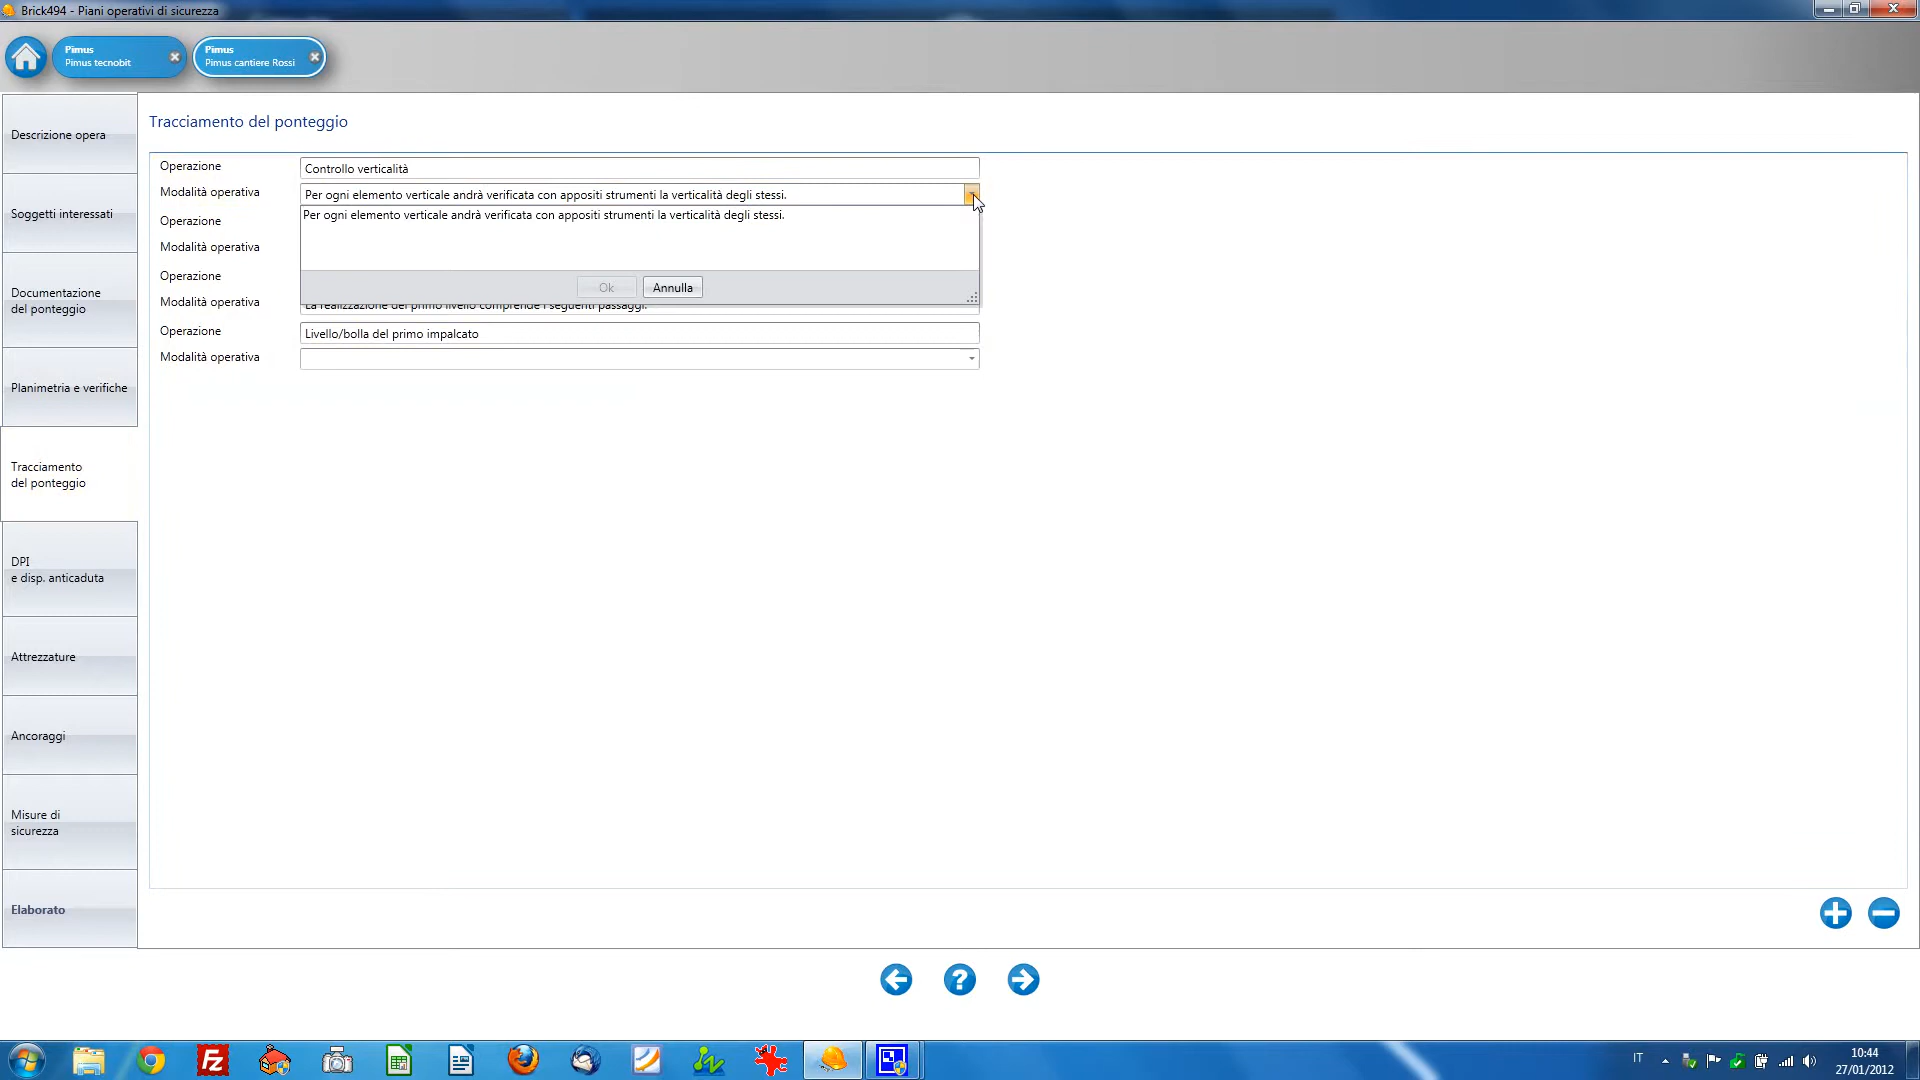 Brick494 - Piani operativi di sicurezza
Pimus
Pimus tecnobit
Pimus
Pimus cantiere Rossi
Descrizione opera
Soggetti interessati
Documentazione
del ponteggio
Planimetria e verifiche
Tracciamento
del ponteggio
DPI
e disp. anticaduta
Attrezzature
Ancoraggi
Misure di
sicurezza
Elaborato
Tracciamento del ponteggio
Operazione
Controllo verticalità
Modalità operativa
Per ogni elemento verticale andrà verificata con appositi strumenti la verticalità degli stessi.
Per ogni elemento verticale andrà verificata con appositi strumenti la verticalità degli stessi.
Operazione
Modalità operativa
Operazione
Ok
Annulla
Modalità operativa
La realizzazione del primo livello comprende i seguenti passaggi:
Operazione
Livello/bolla del primo impalcato
Modalità operativa
IT
10:44
27/01/2012